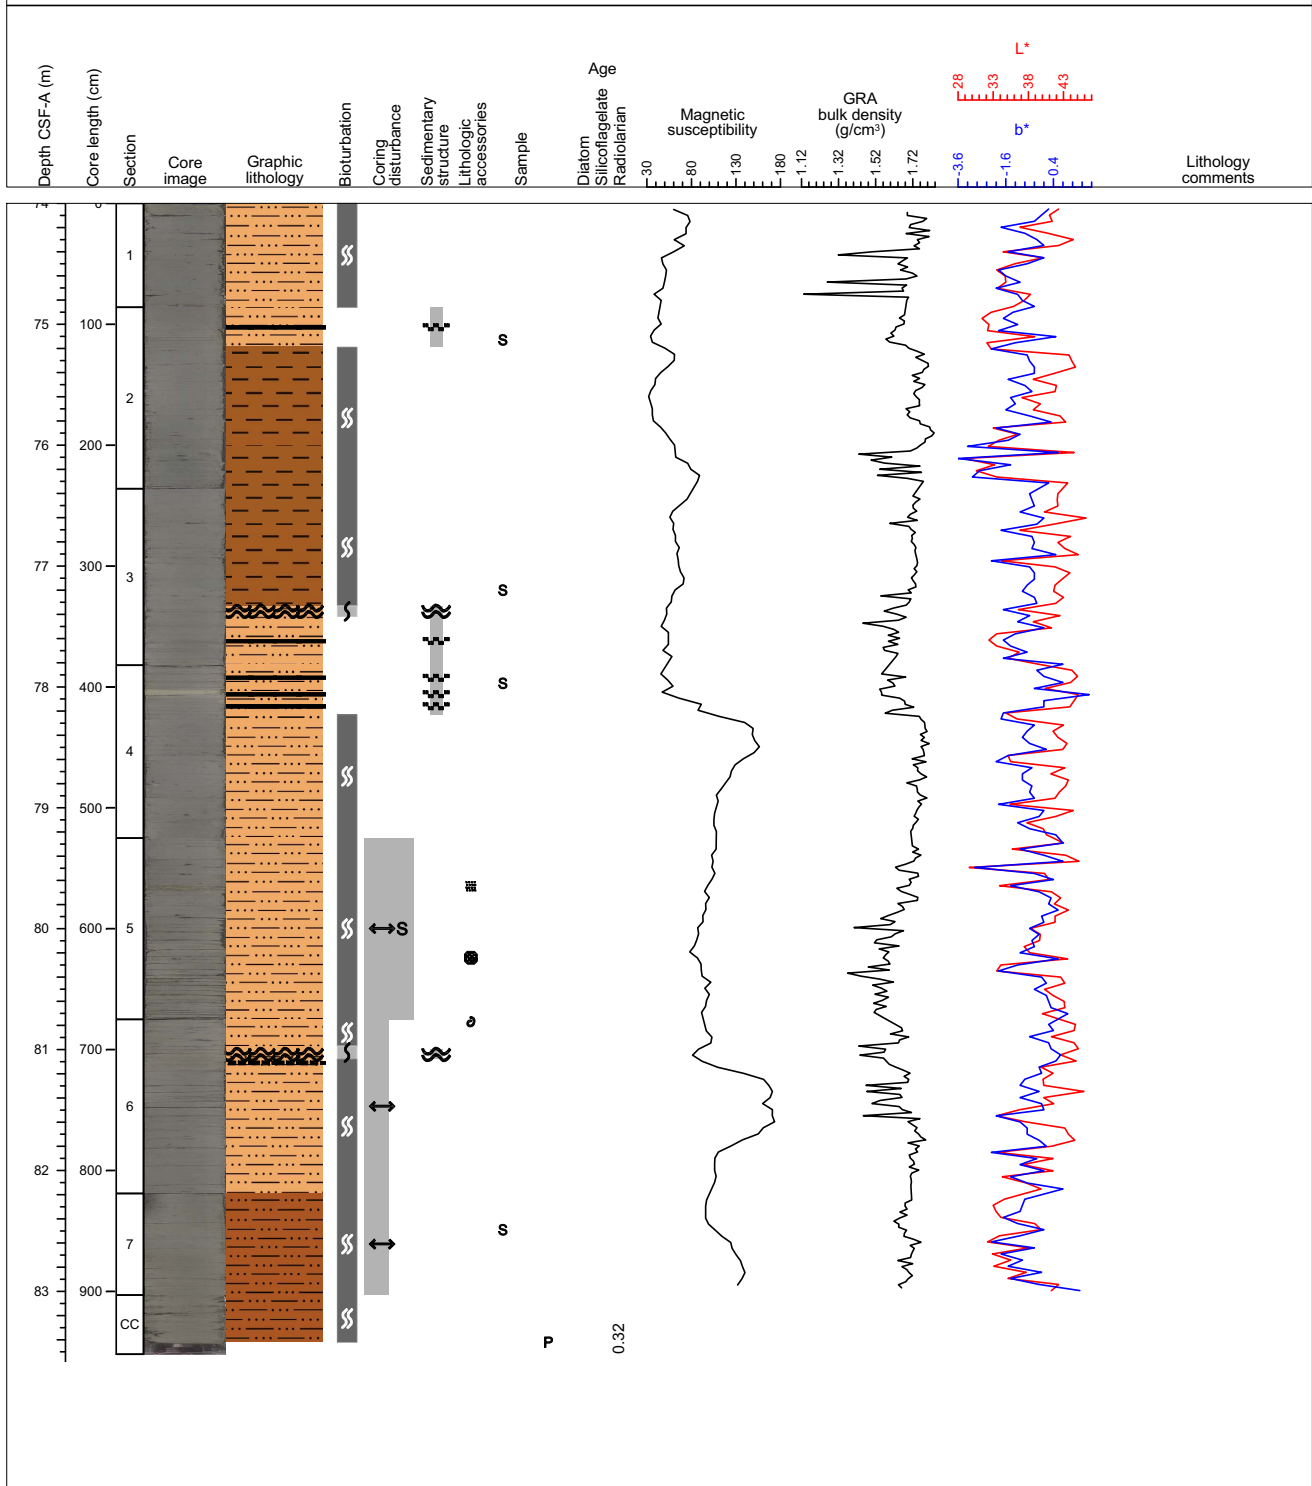 L*
28 33 38 43
Age
Depth CSF-A (m)
Core length (cm)
Section
Core image
Graphic lithology
Bioturbation
Coring disturbance
Sedimentary structure
Lithologic accessories
Sample
Diatom
Silicoflagelate
Radiolarian
Magnetic susceptibility
30 80 130 180
GRA bulk density (g/cm³)
1.12 1.32 1.52 1.72
b*
-3.6 -1.6 0.4
Lithology comments
74 0
1
75 100
S
2
76 200
77 300
3
S
78 400
S
4
79 500
80 600
5
S
81 700
6
82 800
S
7
83 900
CC
P
0.32